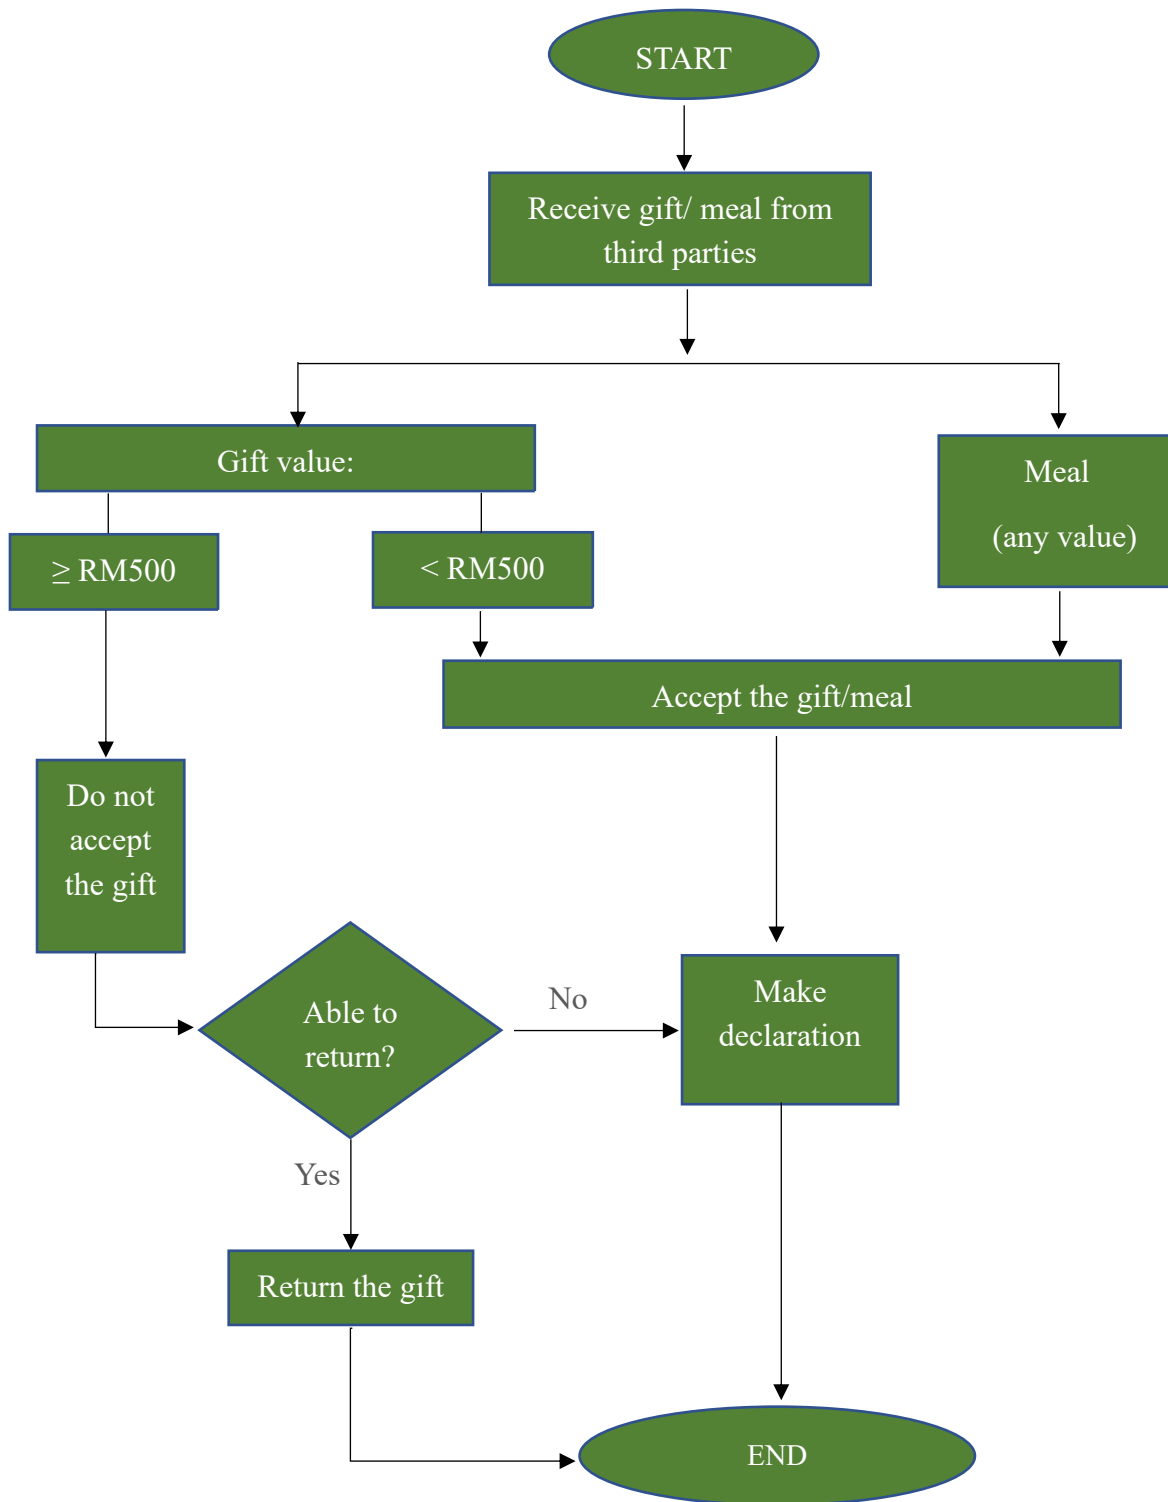 START
Receive gift/ meal from
third parties
Gift value:
Meal
(any value)
≥ RM500
< RM500
Accept the gift/meal
Do not
accept
the gift
Able to
return?
No
Make
declaration
Yes
Return the gift
END